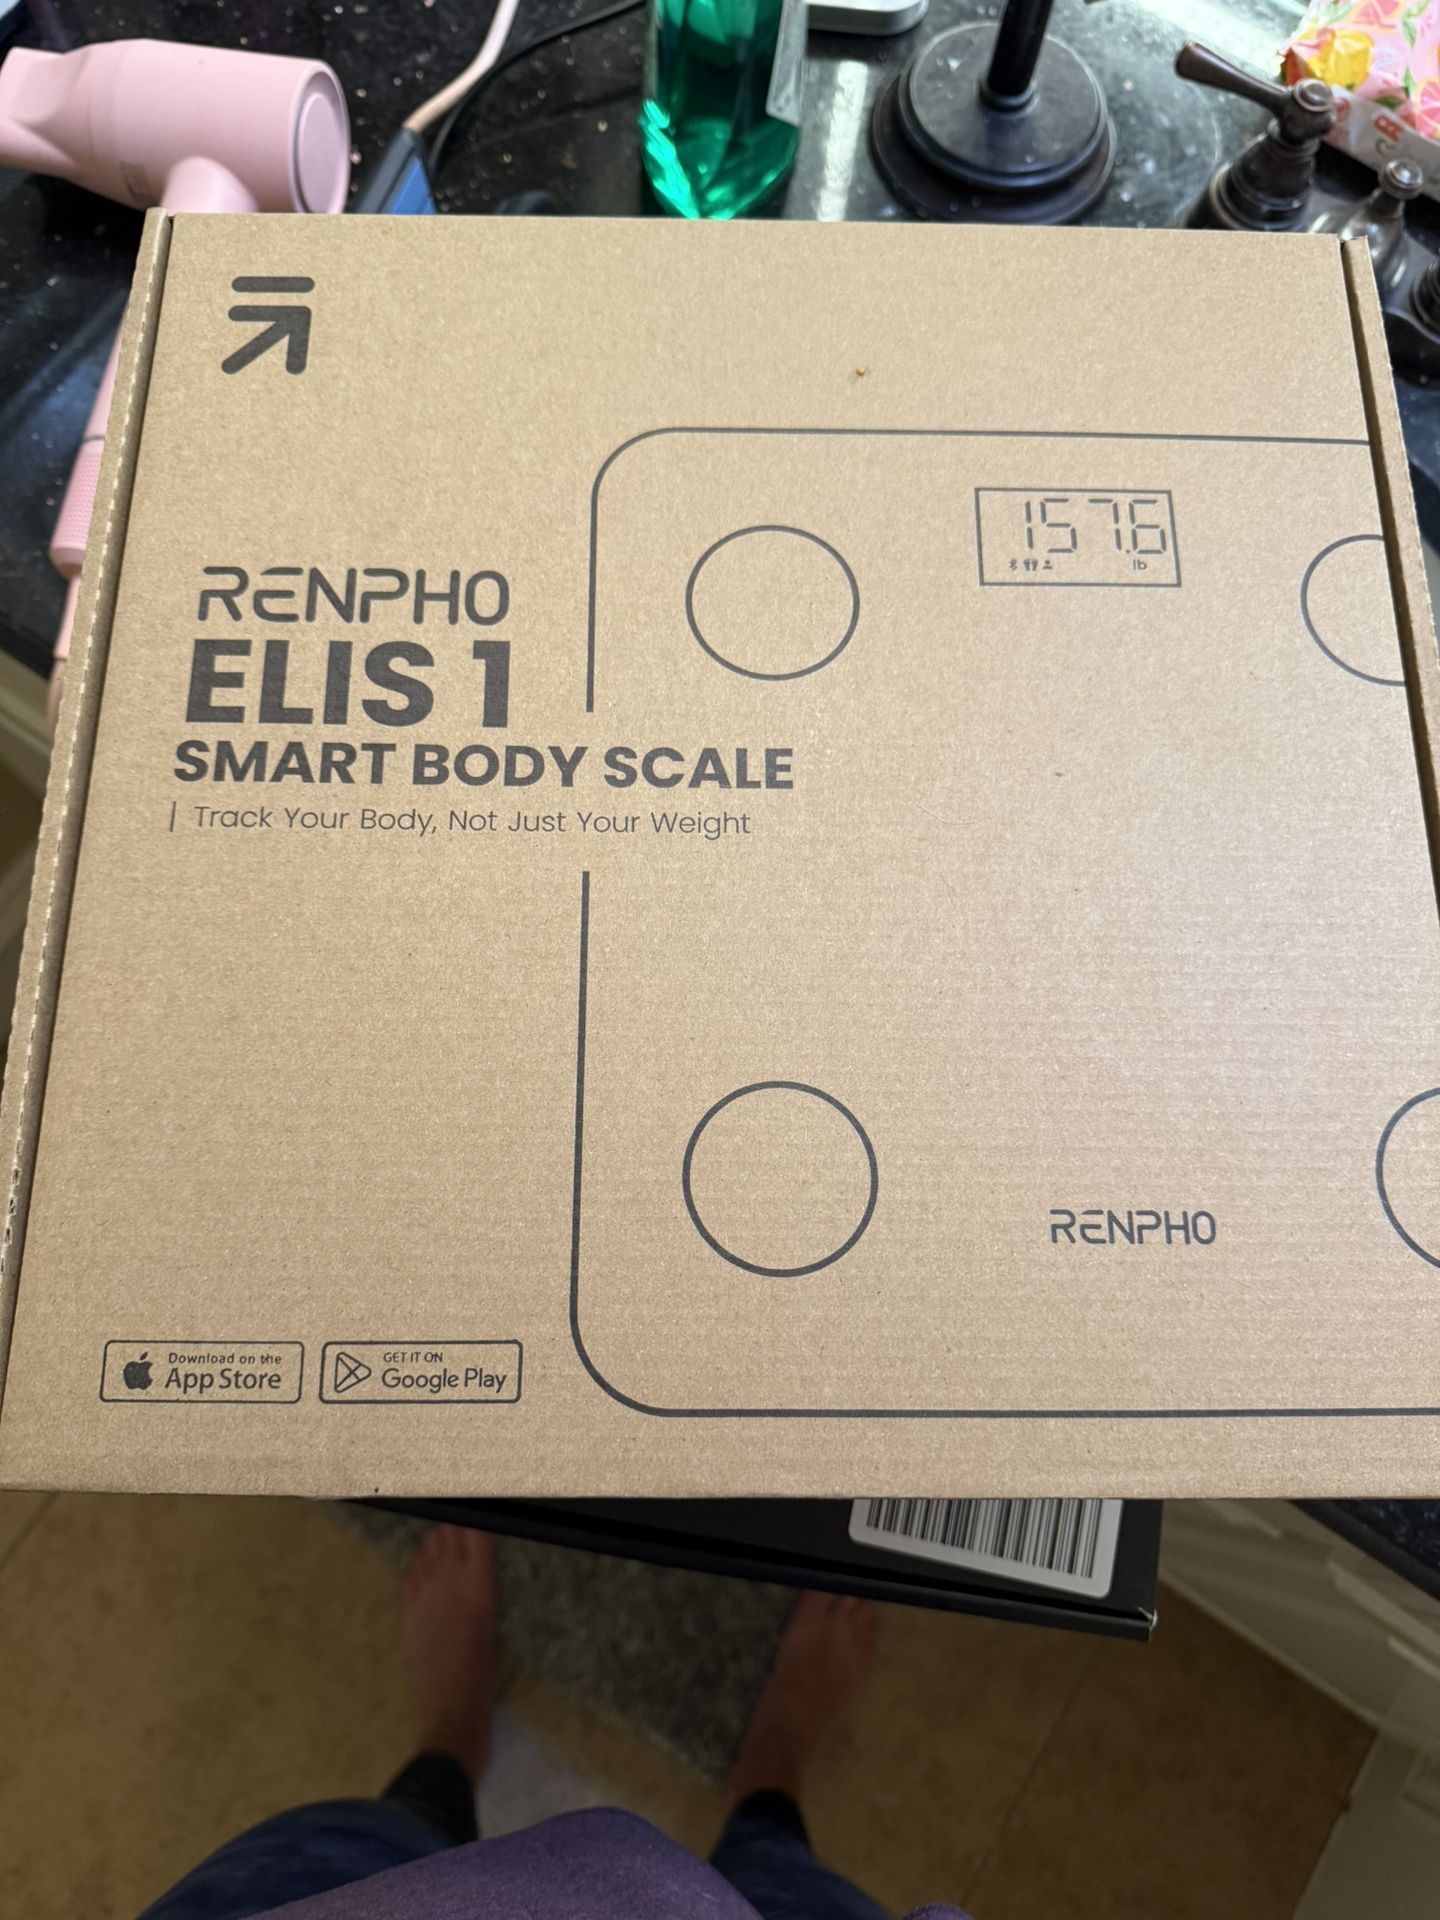 RENPHO
ELIS 1
SMART BODY SCALE
Track Your Body, Not Just Your Weight
157.6
lb
RENPHO
Download on the
App Store
GET IT ON
Google Play